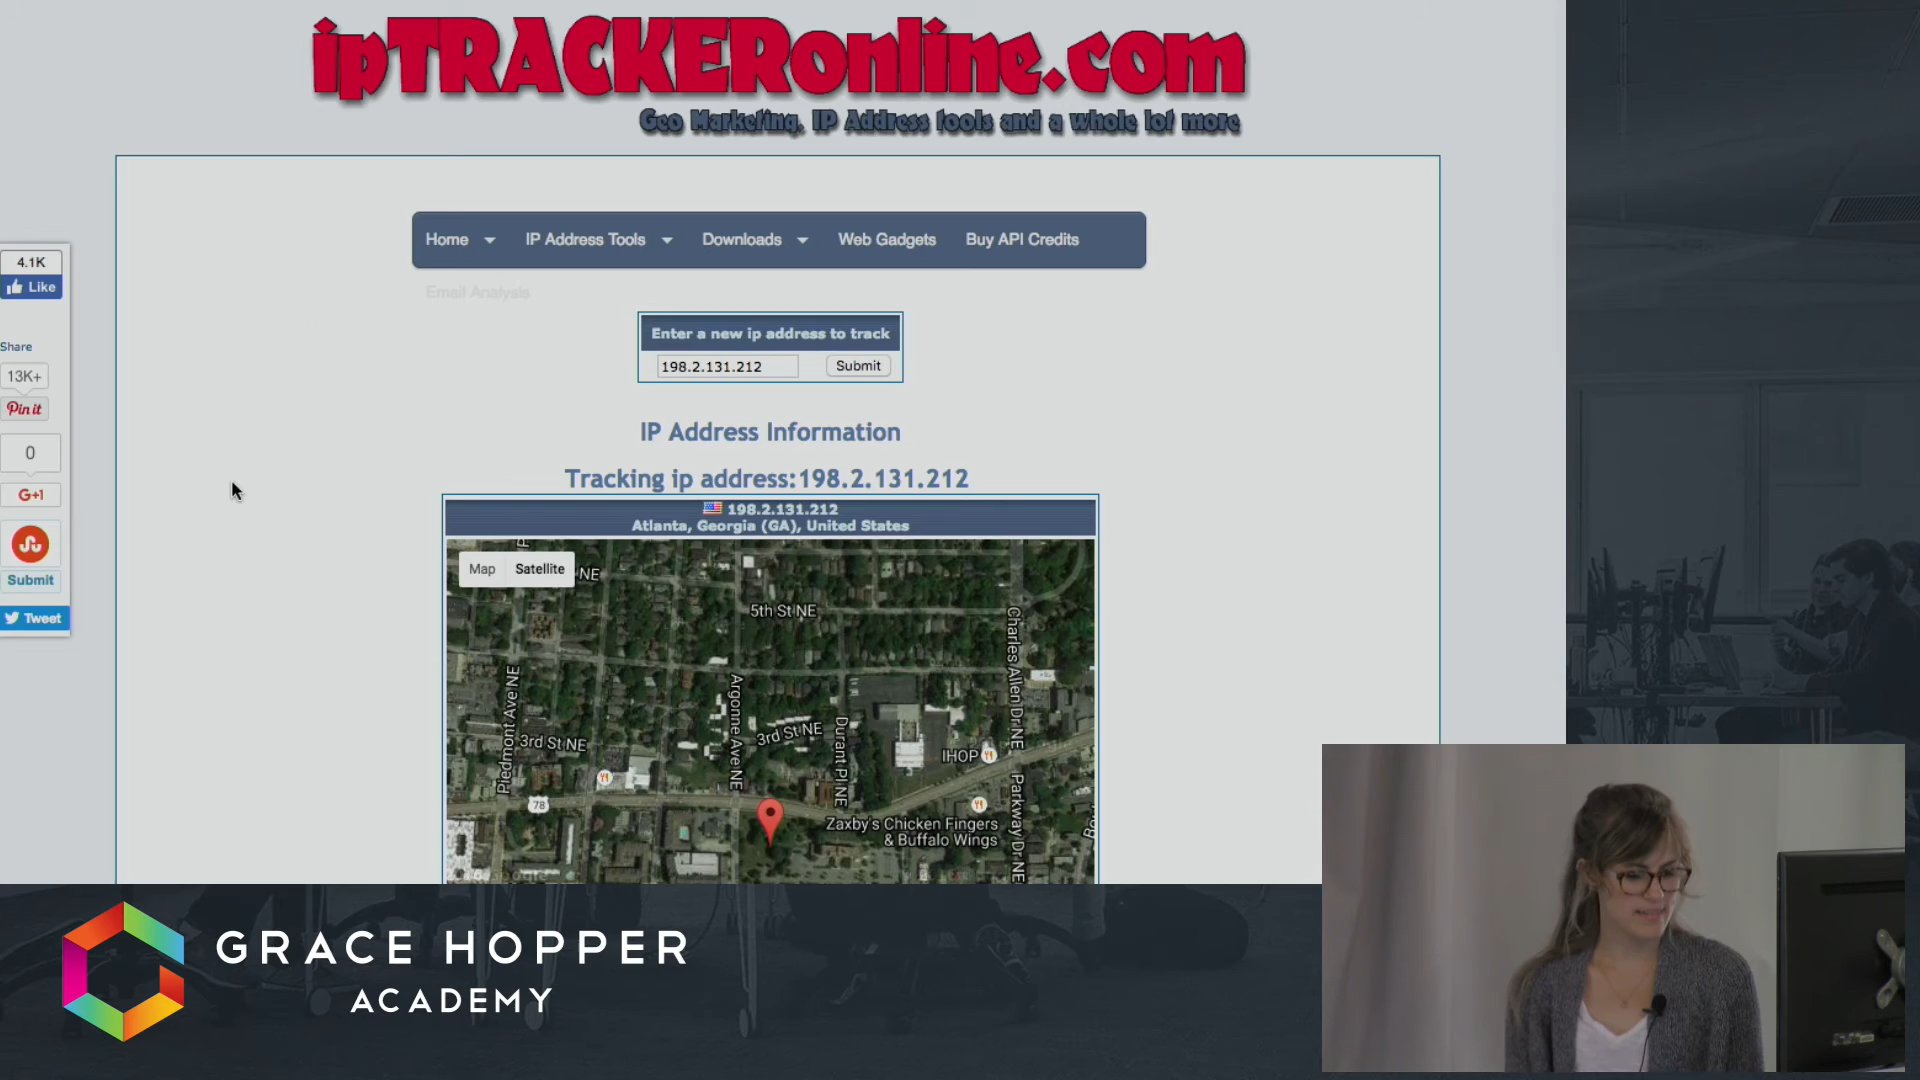 ipTRACKERonline.com
Geo Marketing, IP Address tools and a whole lot more
Home
IP Address Tools
Downloads
Web Gadgets
Buy API Credits
Email Analysis
4.1K
Like
Share
13K+
Pin it
0
G+1
Submit
Tweet
Enter a new ip address to track
198.2.131.212
Submit
IP Address Information
Tracking ip address:198.2.131.212
198.2.131.212
Atlanta, Georgia (GA), United States
Map
Satellite
NE
5th St NE
Charles Allen Dr NE
Piedmont Ave NE
Argonne Ave NE
3rd St NE
3rd St NE
Durant Pl NE
IHOP
78
Parkway Dr NE
Zaxby's Chicken Fingers
& Buffalo Wings
GRACE HOPPER
ACADEMY